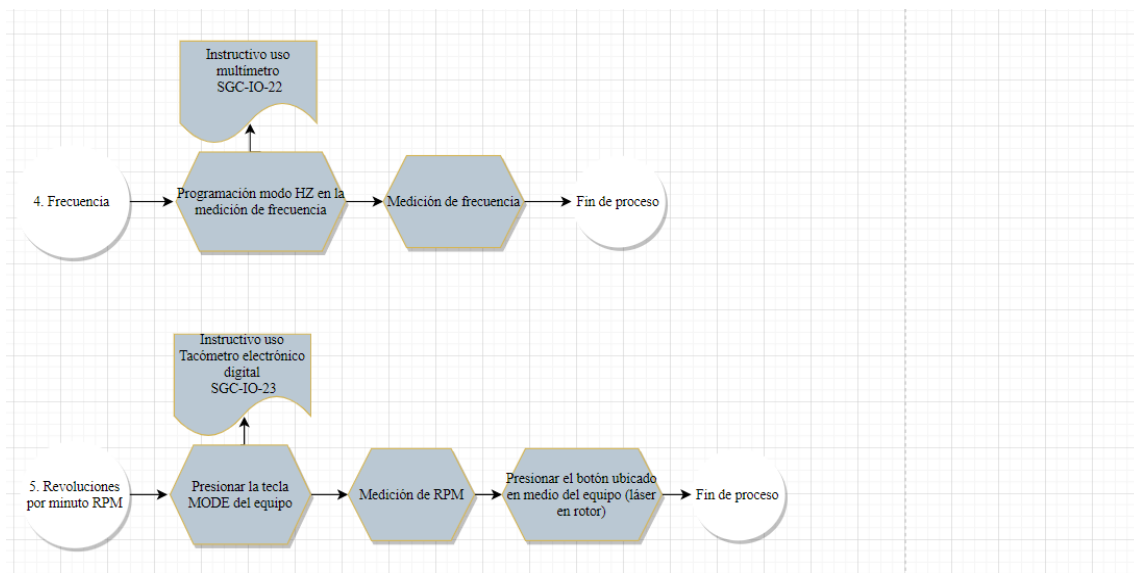 Instructivo uso
multímetro
SGC-IO-22
4. Frecuencia
Programación modo HZ en la
medición de frecuencia
Medición de frecuencia
Fin de proceso
Instructivo uso
Tacómetro electrónico
digital
SGC-IO-23
5. Revoluciones
por minuto RPM
Presionar la tecla
MODE del equipo
Medición de RPM
Presionar el botón ubicado
en medio del equipo (láser
en rotor)
Fin de proceso